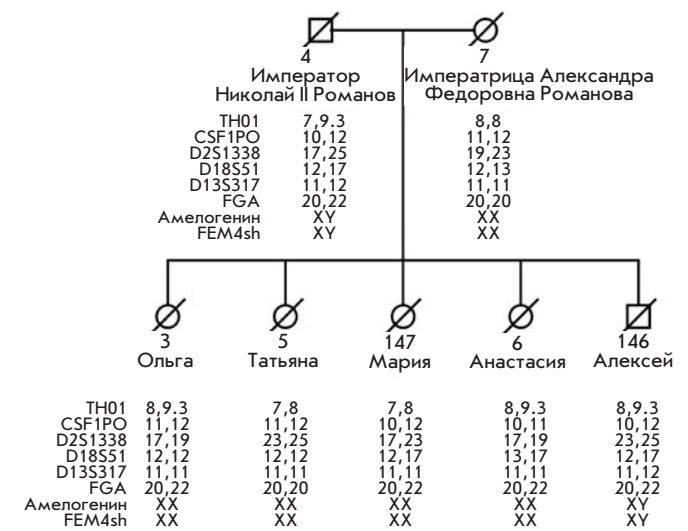 4 7
Император Императрица Александра
Николай II Романов Федоровна Романова
TH01 7,9.3 8,8
CSF1PO 10,12 11,12
D2S1338 17,25 19,23
D18S51 12,17 12,13
D13S317 11,12 11,11
FGA 20,22 20,20
Амелогенин XY XX
FEM4sh XY XX
3 5 147 6 146
Ольга Татьяна Мария Анастасия Алексей
TH01 8,9.3 7,8 7,8 8,9.3 8,9.3
CSF1PO 11,12 11,12 10,12 10,11 10,12
D2S1338 17,19 23,25 17,23 17,19 23,25
D18S51 12,12 12,12 12,17 13,17 12,17
D13S317 11,11 11,11 11,11 11,11 11,12
FGA 20,22 20,20 20,22 20,22 20,22
Амелогенин XX XX XX XX XY
FEM4sh XX XX XX XX XY